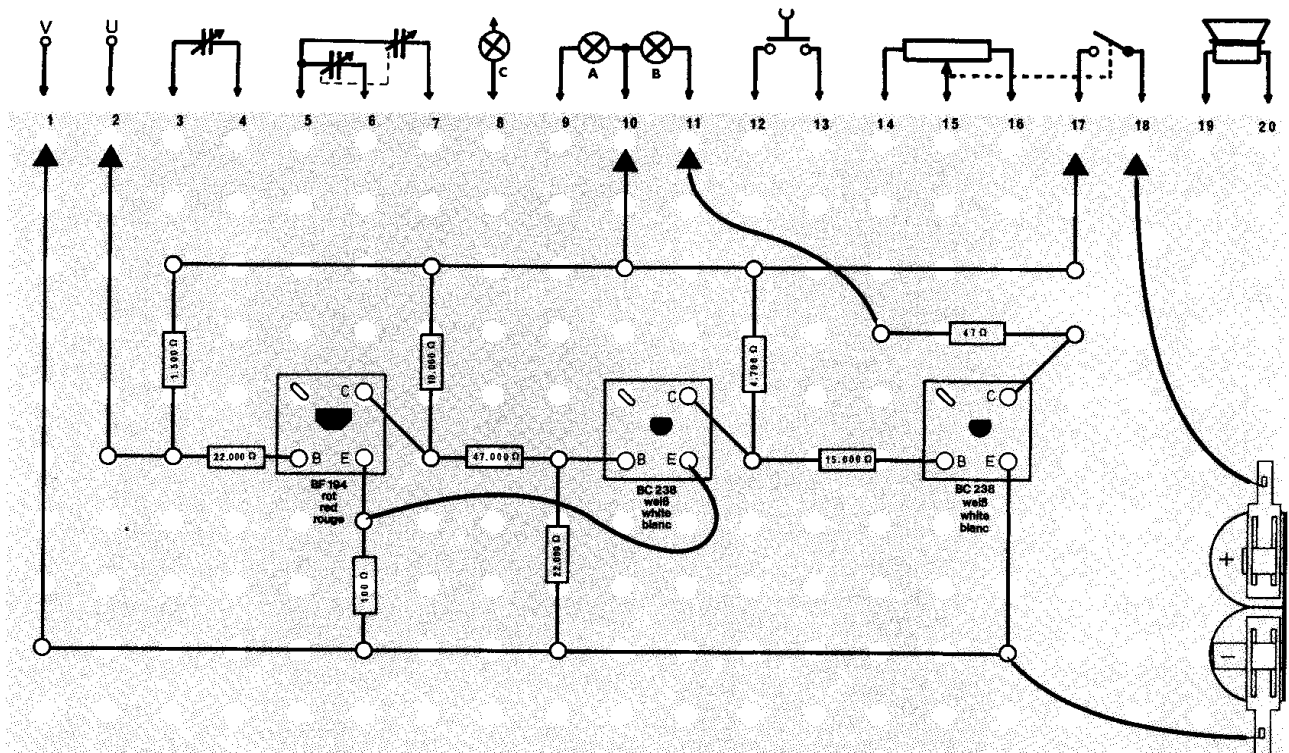 V U
C
A B
1 2 3 4 5 6 7 8 9 10 11 12 13 14 15 16 17 18 19 20
47 Ω
1.500 Ω
4.700 Ω
C
C
C
22.000 Ω
B E
47.000 Ω
B E
15.000 Ω
B E
BF 194
rot
red
rouge
BC 238
weiß
white
blanc
BC 238
weiß
white
blanc
22.000 Ω
100 Ω
+
−